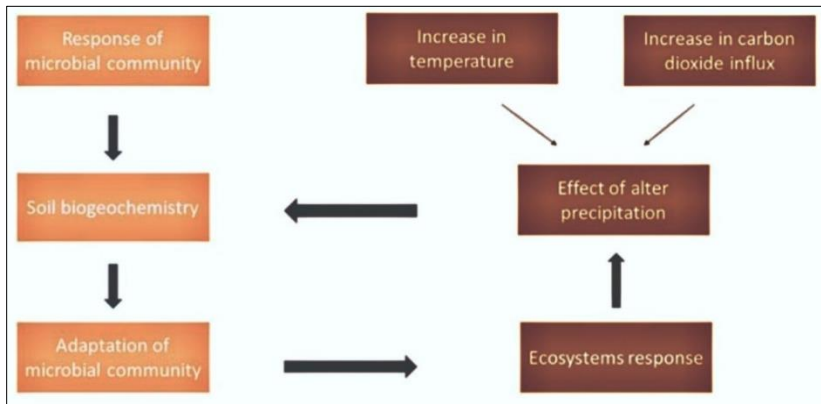 Response of
microbial community
Increase in
temperature
Increase in carbon
dioxide influx
Soil biogeochemistry
Effect of alter
precipitation
Adaptation of
microbial community
Ecosystems response